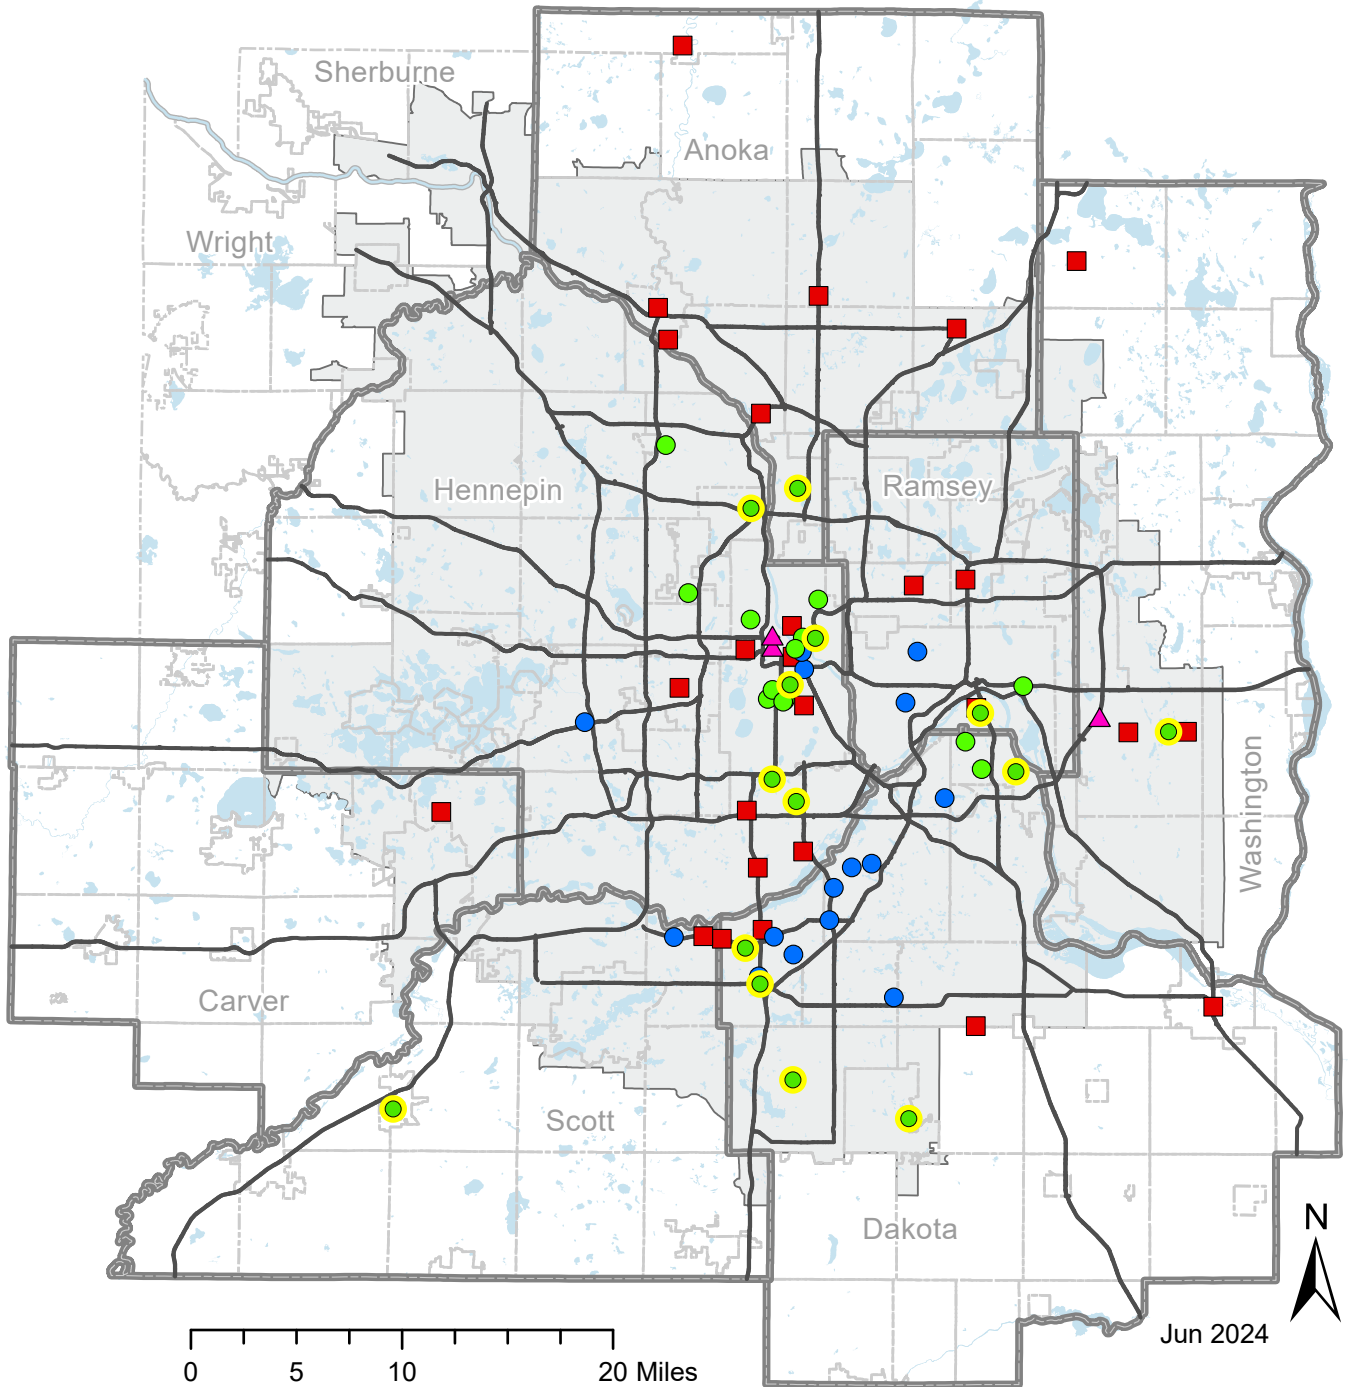 Sherburne
Anoka
Wright
Hennepin
Ramsey
Washington
Carver
Scott
Dakota
N
Jun 2024
0 5 10 20 Miles